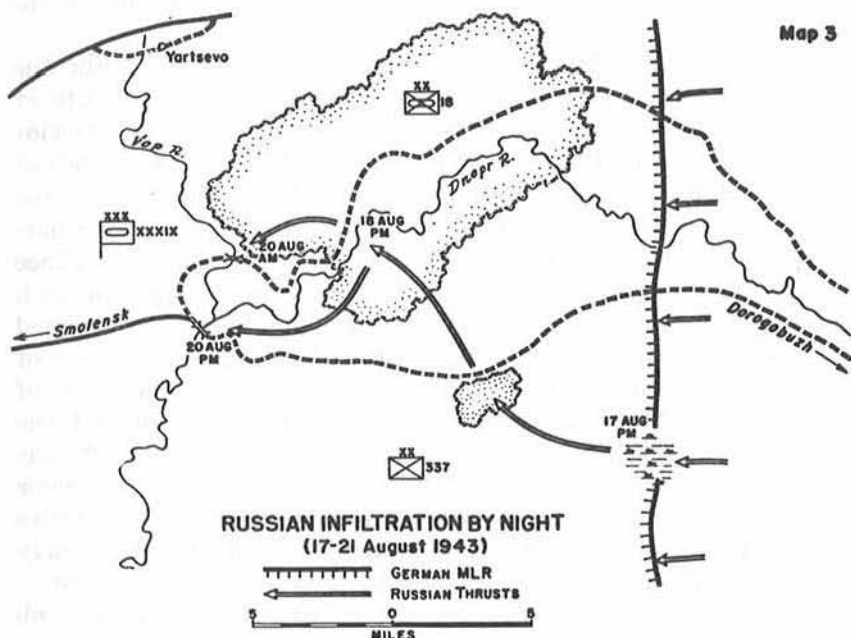 Map 3
Yartsevo
XX
18
Vop R.
Dnepr R.
XXX
XXXIX
18 AUG
PM
20 AUG
AM
Smolensk
20 AUG
PM
Dorogobuzh
17 AUG
PM
XX
337
RUSSIAN INFILTRATION BY NIGHT
(17-21 August 1943)
GERMAN MLR
RUSSIAN THRUSTS
5 0 5
MILES